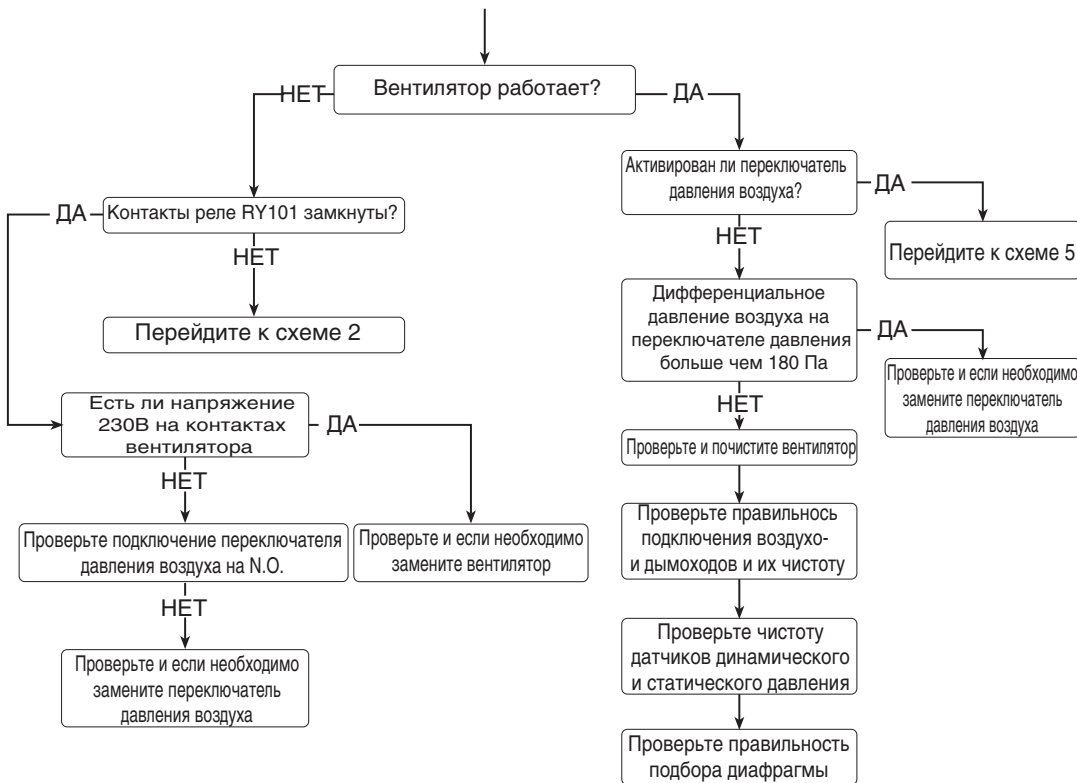 Вентилятор работает?
НЕТ
ДА
Активирован ли переключатель
давления воздуха?
ДА
Контакты реле RY101 замкнуты?
ДА
НЕТ
НЕТ
Перейдите к схеме 5
Перейдите к схеме 2
Дифференциальное
давление воздуха на
переключателе давления
больше чем 180 Па
ДА
Проверьте и если необходимо
замените переключатель
давления воздуха
Есть ли напряжение
230В на контактах
вентилятора
ДА
НЕТ
НЕТ
Проверьте и почистите вентилятор
Проверьте подключение переключателя
давления воздуха на N.O.
Проверьте и если необходимо
замените вентилятор
Проверьте правильнось
подключения воздухо-
и дымоходов и их чистоту
НЕТ
Проверьте и если необходимо
замените переключатель
давления воздуха
Проверьте чистоту
датчиков динамического
и статического давления
Проверьте правильность
подбора диафрагмы